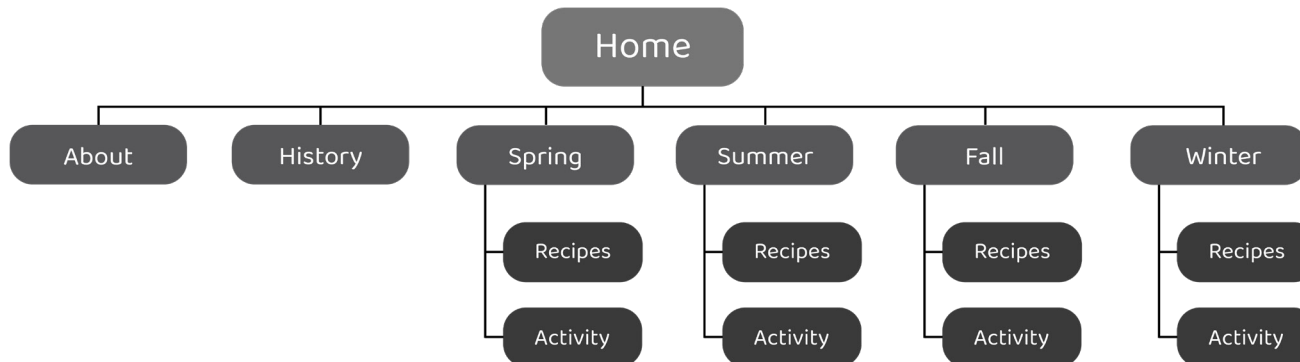 Home
About
History
Spring
Summer
Fall
Winter
Recipes
Recipes
Recipes
Recipes
Activity
Activity
Activity
Activity